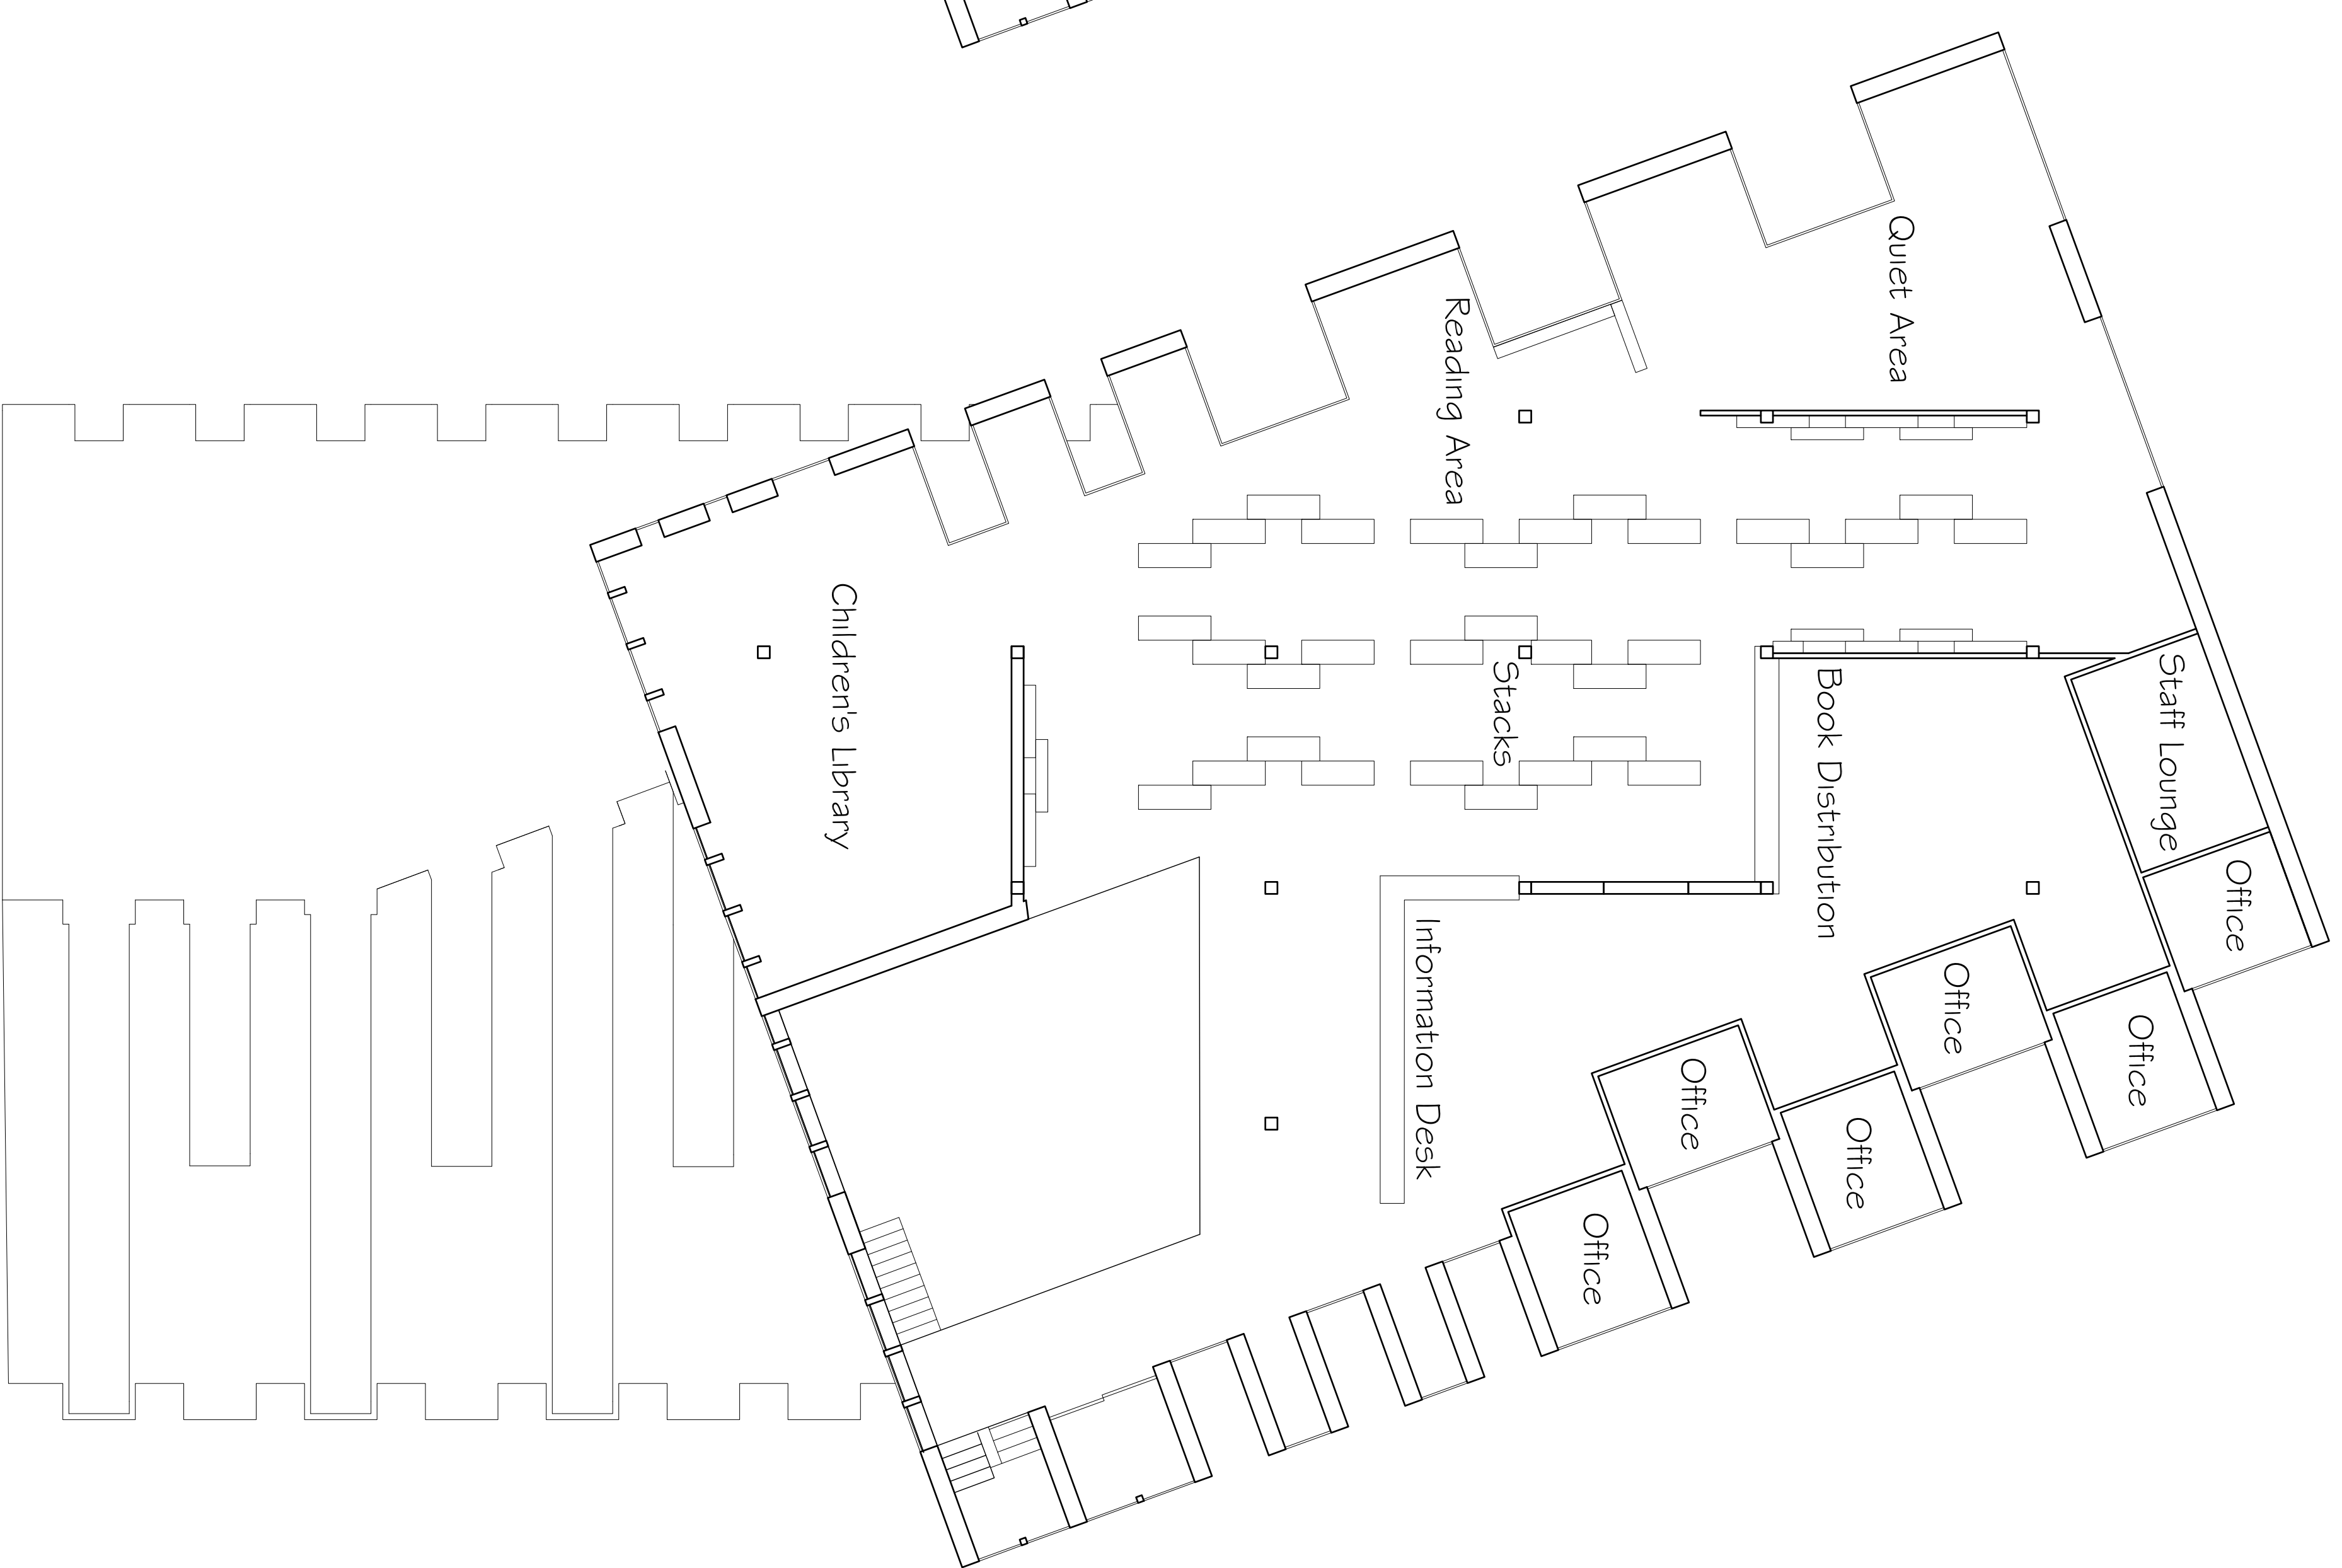 Quiet Area
Reading Area
Children's Library
Stacks
Book Distribution
Staff Lounge
Office
Information Desk
Office
Office
Office
Office
Office